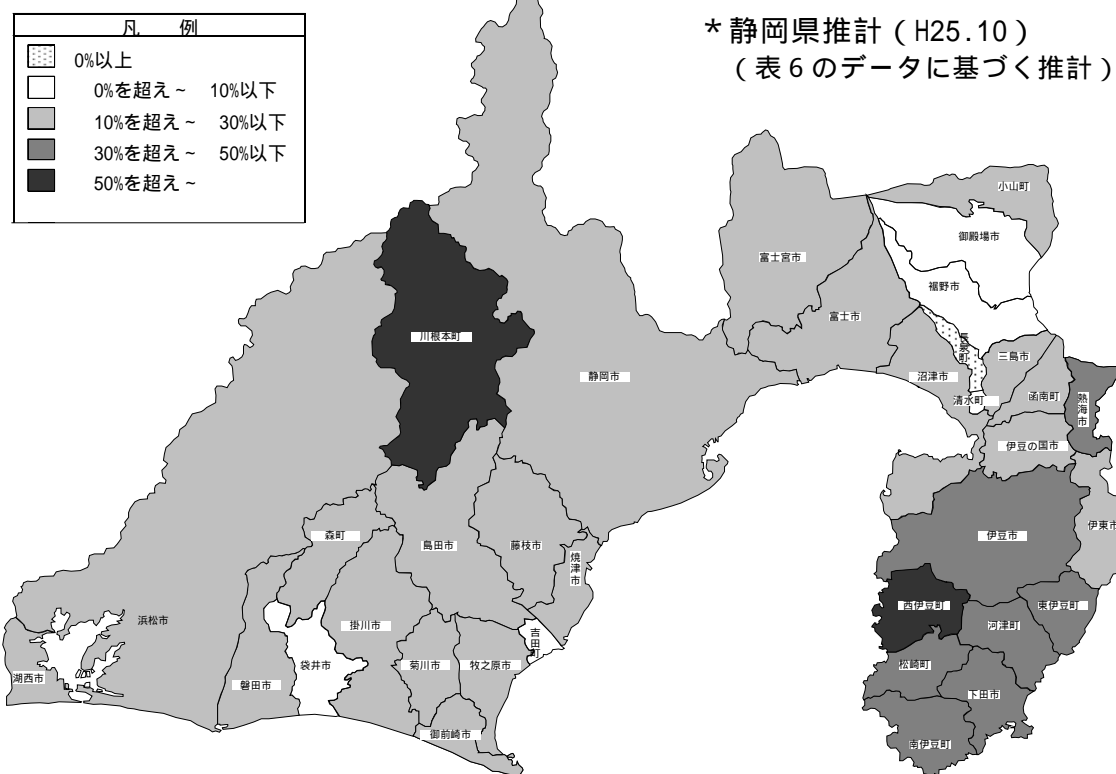 凡　例
0%以上
0%を超え～　10%以下
10%を超え～　30%以下
30%を超え～　50%以下
50%を超え～
＊静岡県推計（H25.10）
（表６のデータに基づく推計）
小山町
御殿場市
富士宮市
裾野市
富士市
長泉町
川根本町
三島市
静岡市
沼津市
清水町
函南町
熱海市
伊豆の国市
伊東市
森町
島田市
藤枝市
焼津市
伊豆市
西伊豆町
東伊豆町
浜松市
掛川市
吉田町
河津町
袋井市
菊川市
牧之原市
松崎町
湖西市
磐田市
下田市
御前崎市
南伊豆町